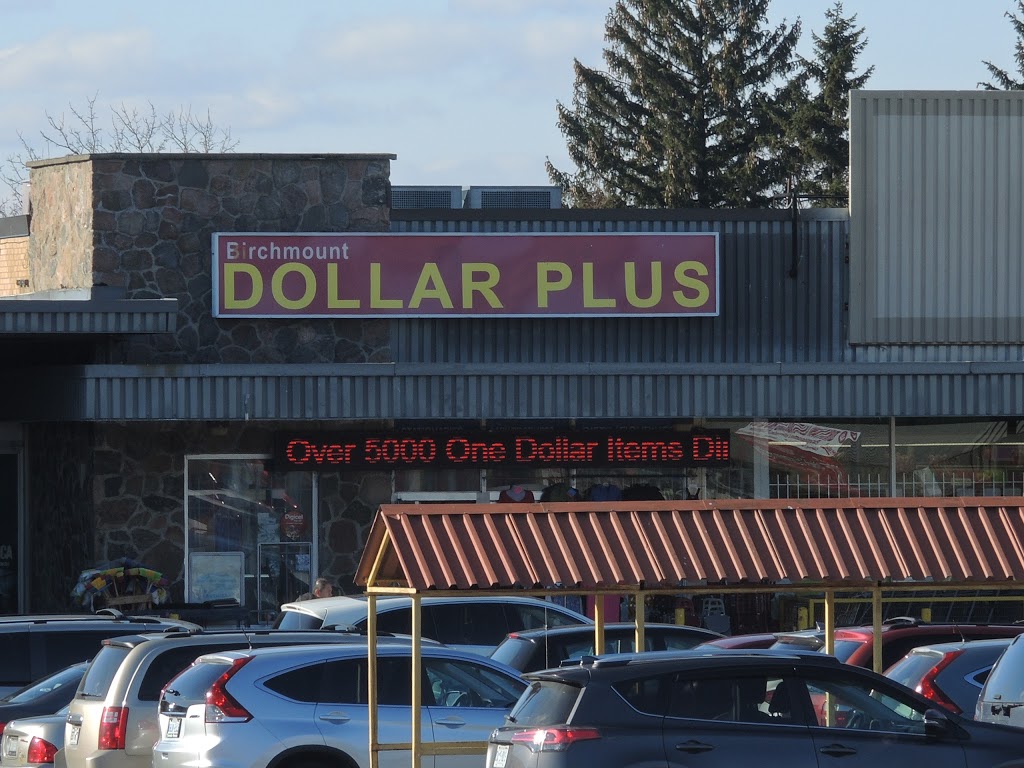 Birchmount
DOLLAR PLUS
Over 5000 One Dollar Items